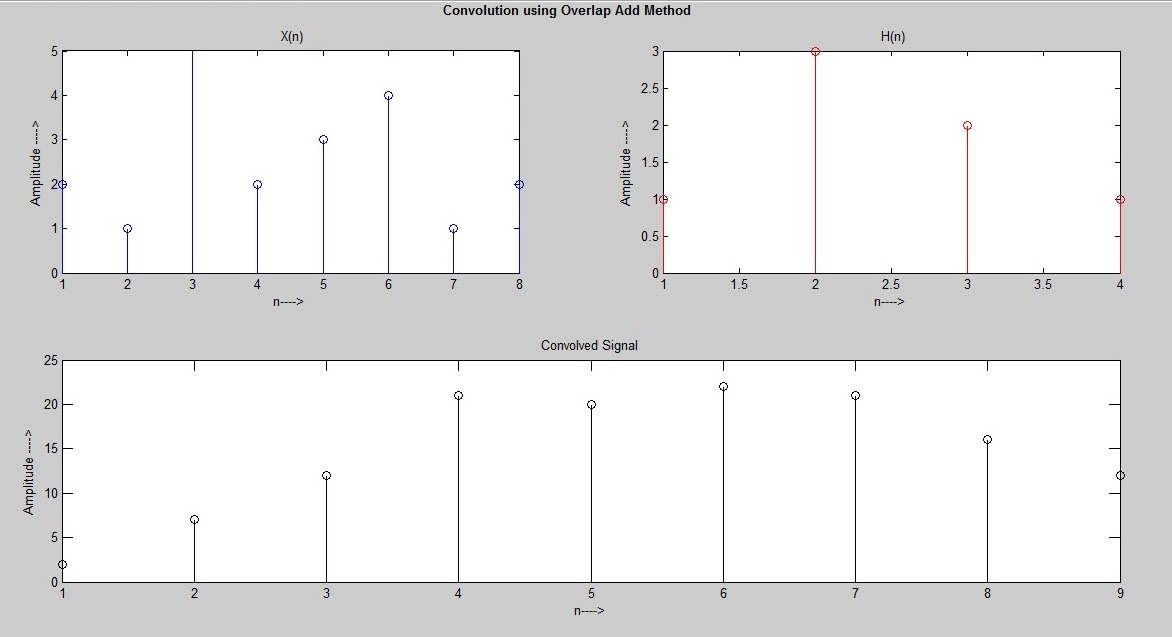 Convolution using Overlap Add Method
X(n)
5
4
3
2
1
0
Amplitude ---->
1 2 3 4 5 6 7 8
n---->
H(n)
3
2.5
2
1.5
1
0.5
0
Amplitude ---->
1 1.5 2 2.5 3 3.5 4
n---->
Convolved Signal
25
20
15
10
5
0
Amplitude ---->
1 2 3 4 5 6 7 8 9
n---->